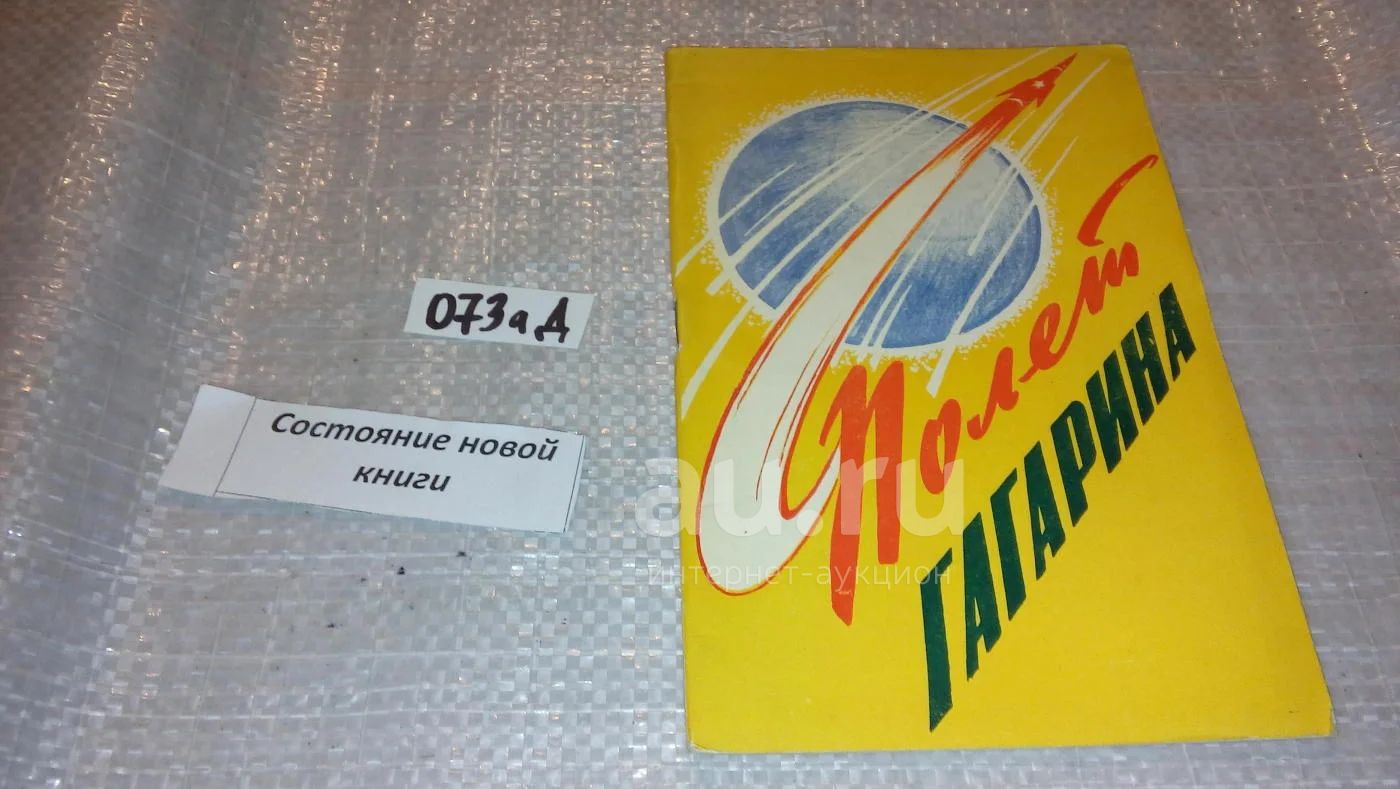 073аД
Состояние новой
книги
Полет
ГАГАРИНА
au.ru
интернет-аукцион